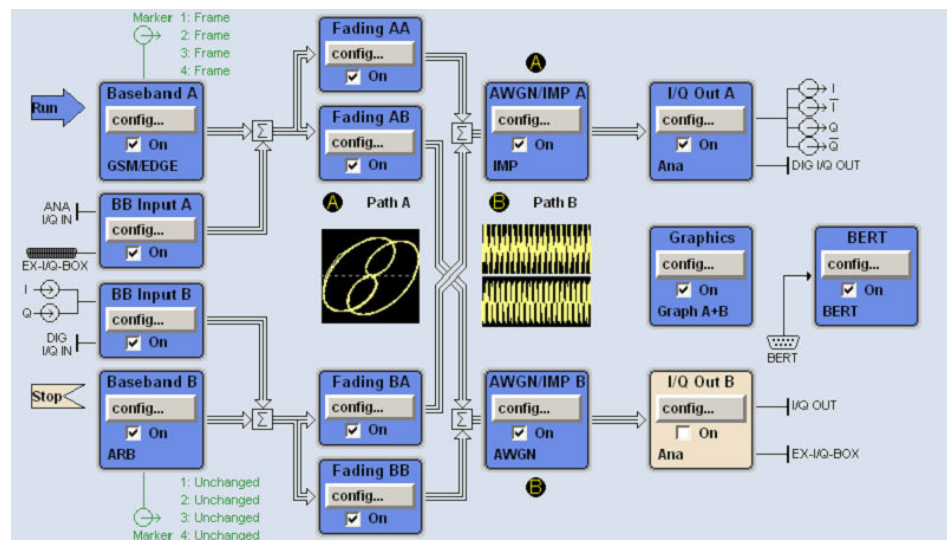 Marker 1: Frame
2: Frame
3: Frame
4: Frame
Run
Baseband A
config...
On
GSM/EDGE
Fading AA
config...
On
Fading AB
config...
On
Σ
Σ
A
AWGN/IMP A
config...
On
IMP
I/Q Out A
config...
On
Ana
I
I
Q
Q
DIG I/Q OUT
ANA
I/Q IN
EX-I/Q-BOX
BB Input A
config...
On
A Path A
B Path B
Graphics
config...
On
Graph A+B
BERT
config...
On
BERT
BERT
I
Q
DIG
I/Q IN
BB Input B
config...
On
Stop
Baseband B
config...
On
ARB
Σ
Σ
Fading BA
config...
On
Fading BB
config...
On
AWGN/IMP B
config...
On
AWGN
B
I/Q Out B
config...
On
Ana
I/Q OUT
EX-I/Q-BOX
1: Unchanged
2: Unchanged
3: Unchanged
Marker 4: Unchanged